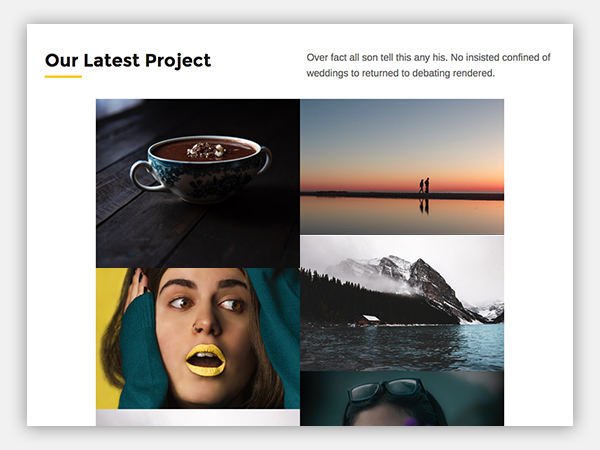 Our Latest Project
Over fact all son tell this any his. No insisted confined of
weddings to returned to debating rendered.